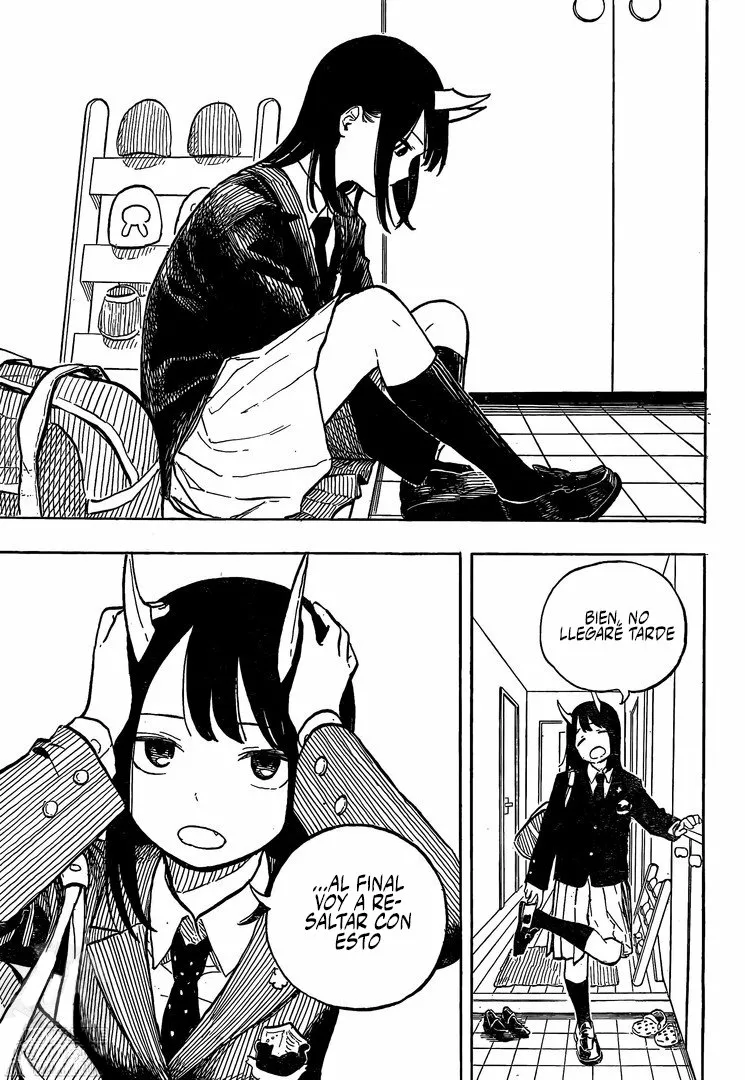 BIEN, NO
LLEGARÉ TARDE
...AL FINAL
VOY A RE-
SALTAR CON
ESTO